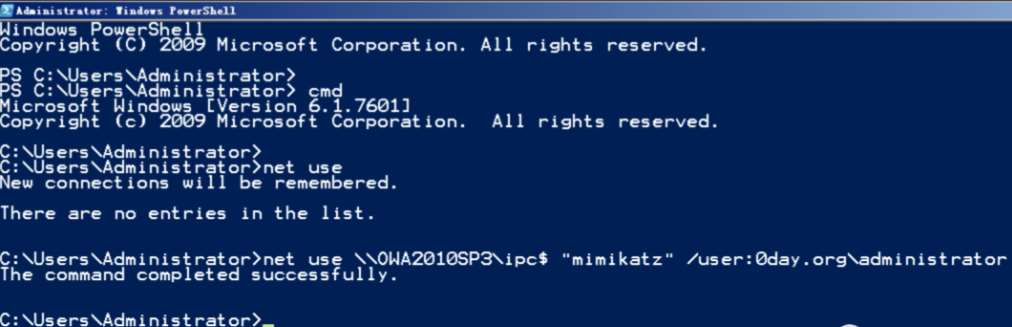 Administrator: Windows PowerShell
Windows PowerShell
Copyright (C) 2009 Microsoft Corporation. All rights reserved.
PS C:\Users\Administrator>
PS C:\Users\Administrator> cmd
Microsoft Windows [Version 6.1.7601]
Copyright (c) 2009 Microsoft Corporation.  All rights reserved.
C:\Users\Administrator>
C:\Users\Administrator>net use
New connections will be remembered.
There are no entries in the list.
C:\Users\Administrator>net use \\OWA2010SP3\ipc$ "mimikatz" /user:0day.org\administrator
The command completed successfully.
C:\Users\Administrator>